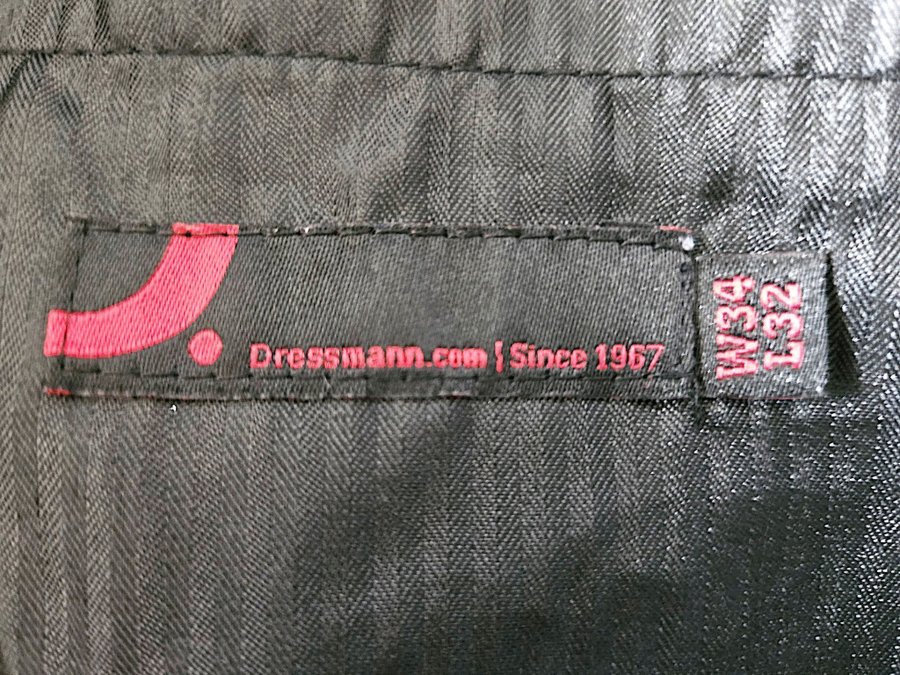 Dressmann.com | Since 1967
W34
L32